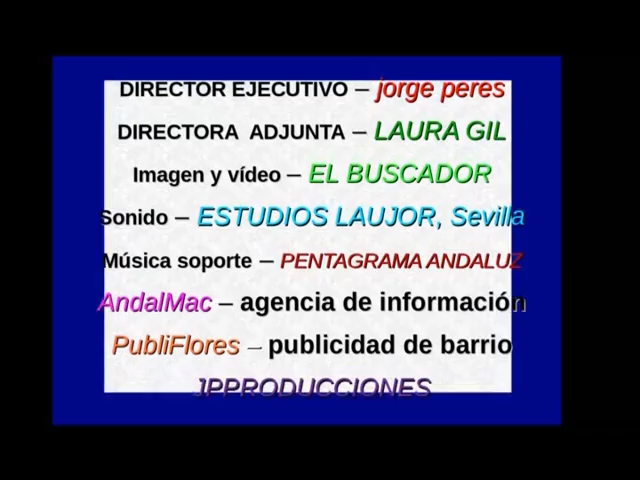 DIRECTOR EJECUTIVO – jorge peres
DIRECTORA ADJUNTA – LAURA GIL
Imagen y vídeo – EL BUSCADOR
Sonido – ESTUDIOS LAUJOR, Sevilla
Música soporte – PENTAGRAMA ANDALUZ
AndalMac – agencia de información
PubliFlores – publicidad de barrio
JPPRODUCCIONES